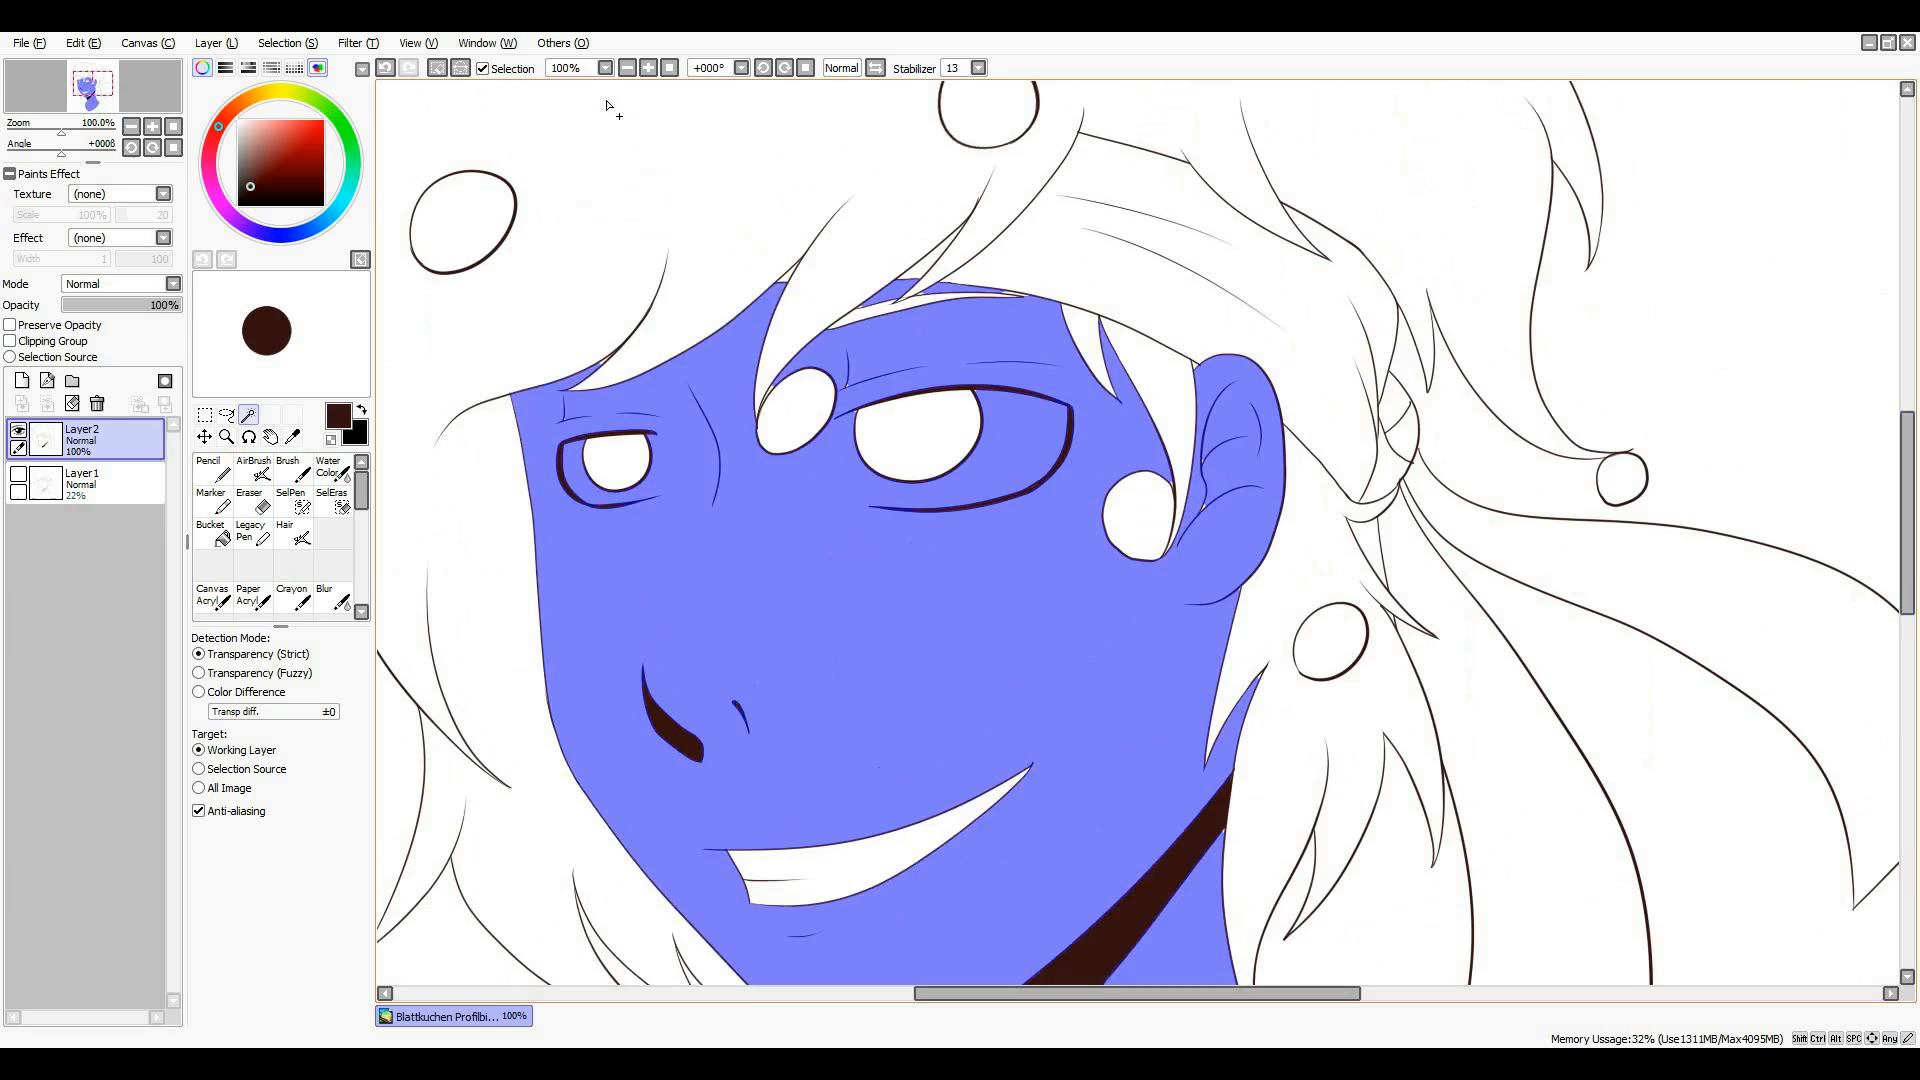 File (F) Edit (E) Canvas (C) Layer (L) Selection (S) Filter (T) View (V) Window (W) Others (O)
Selection 100% +000° Normal Stabilizer 13
Zoom 100.0%
Angle +000δ
Paints Effect
Texture (none)
Scale 100% 20
Effect (none)
Width 1 100
Mode Normal
Opacity 100%
Preserve Opacity
Clipping Group
Selection Source
Layer2
Normal
100%
Layer1
Normal
22%
Pencil AirBrush Brush Water Color
Marker Eraser SelPen SelEras
Bucket Legacy Pen Hair
Canvas Acryl Paper Acryl Crayon Blur
Detection Mode:
Transparency (Strict)
Transparency (Fuzzy)
Color Difference
Transp diff. ±0
Target:
Working Layer
Selection Source
All Image
Anti-aliasing
Blattkuchen Profilbi... 100%
Memory Ussage:32% (Use1311MB/Max4095MB) Shift Ctrl Alt SPC Any